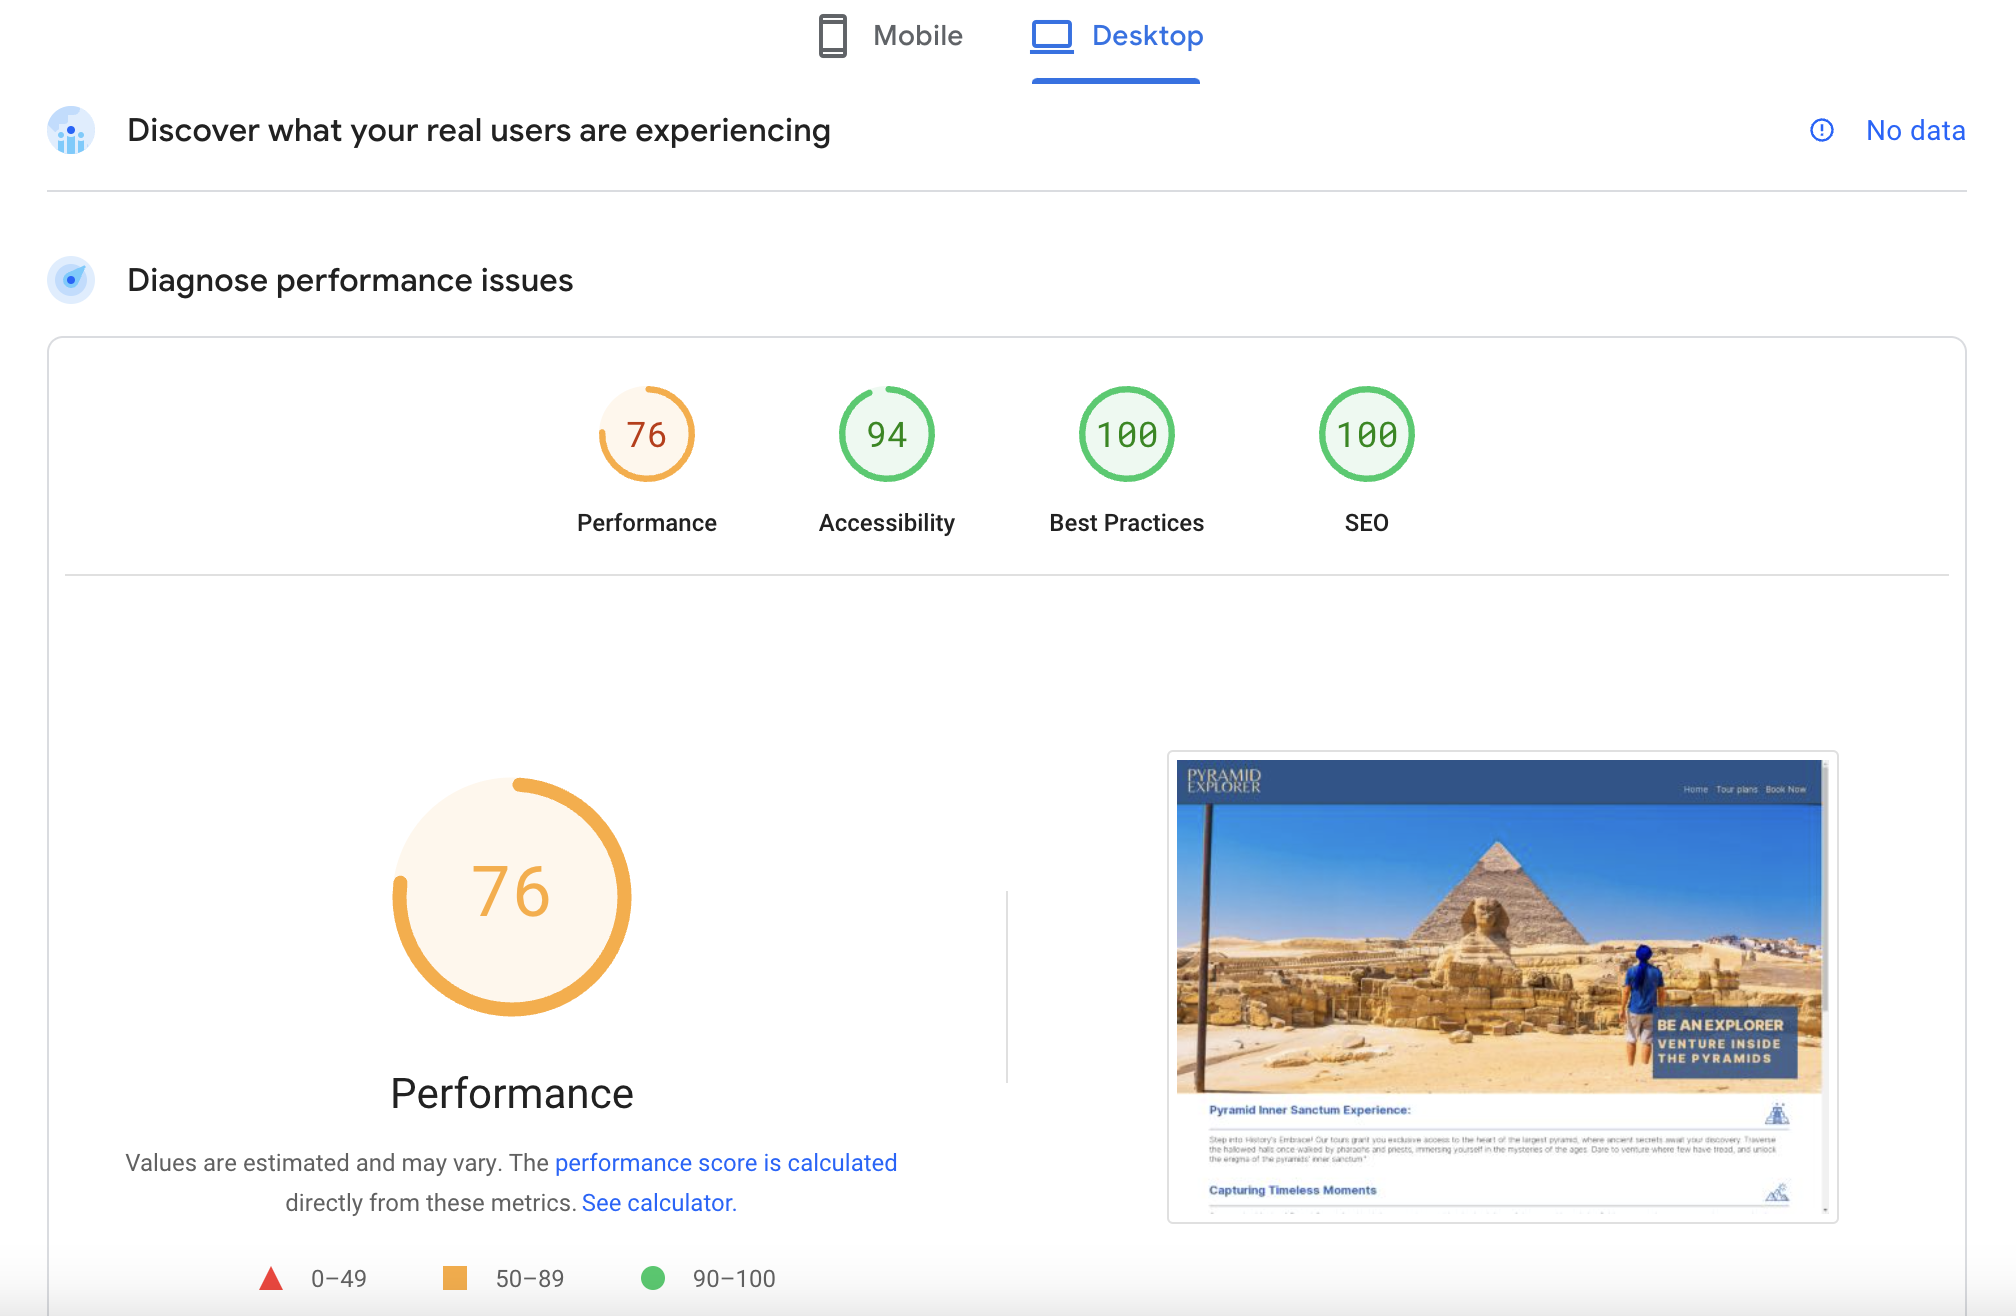 Mobile
Desktop
Discover what your real users are experiencing
No data
Diagnose performance issues
76
94
100
100
Performance
Accessibility
Best Practices
SEO
76
Performance
Values are estimated and may vary. The performance score is calculated
directly from these metrics. See calculator.
0–49
50–89
90–100
PYRAMID
EXPLORER
Home
Tour plans
Book Now
BE AN EXPLORER
VENTURE INSIDE
THE PYRAMIDS
Pyramid Inner Sanctum Experience:
Step into History's Embrace! Our tours grant you exclusive access to the heart of the largest pyramid, where ancient secrets await your discovery. Traverse
the hallowed halls once walked by pharaohs and priests, immersing yourself in the mysteries of the ages. Dare to venture where few have tread, and unlock
the enigma of the pyramids' inner sanctum"
Capturing Timeless Moments